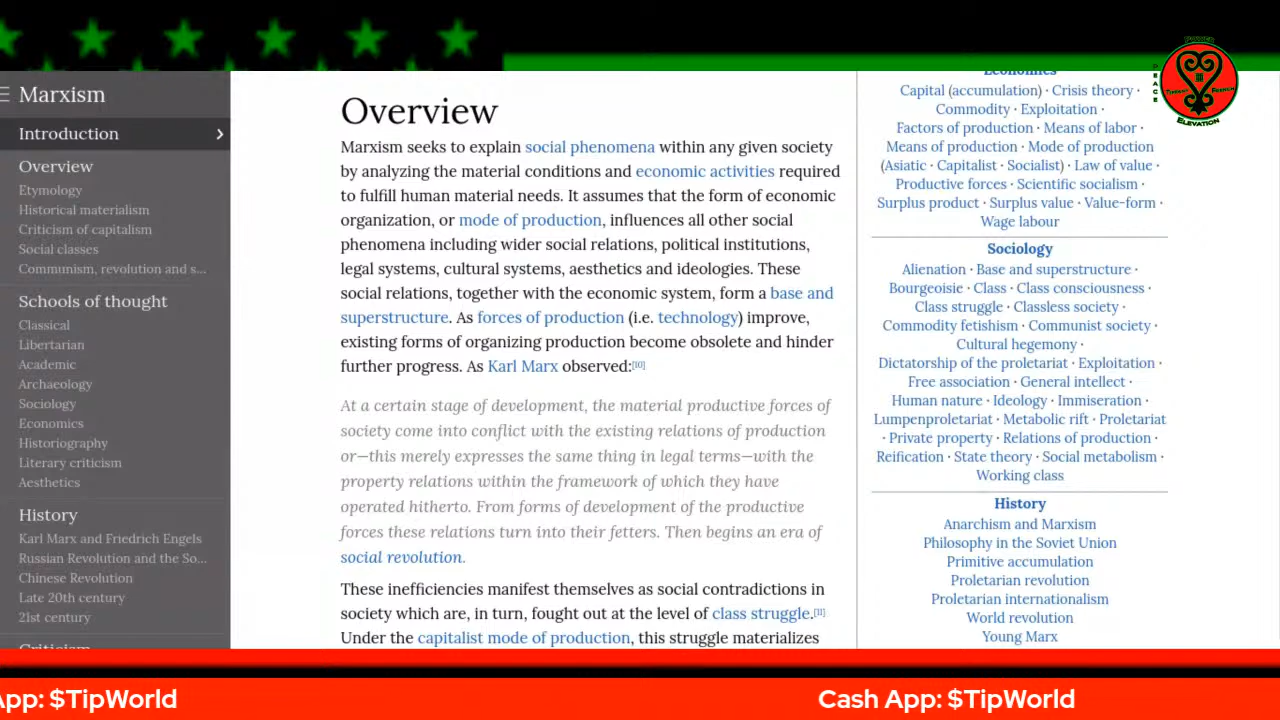 Marxism
Introduction
Overview
Etymology
Historical materialism
Criticism of capitalism
Social classes
Communism, revolution and s...
Schools of thought
Classical
Libertarian
Academic
Archaeology
Sociology
Economics
Historiography
Literary criticism
Aesthetics
History
Karl Marx and Friedrich Engels
Russian Revolution and the So...
Chinese Revolution
Late 20th century
21st century
Criticism
Overview
Marxism seeks to explain social phenomena within any given society
by analyzing the material conditions and economic activities required
to fulfill human material needs. It assumes that the form of economic
organization, or mode of production, influences all other social
phenomena including wider social relations, political institutions,
legal systems, cultural systems, aesthetics and ideologies. These
social relations, together with the economic system, form a base and
superstructure. As forces of production (i.e. technology) improve,
existing forms of organizing production become obsolete and hinder
further progress. As Karl Marx observed:[10]
At a certain stage of development, the material productive forces of
society come into conflict with the existing relations of production
or—this merely expresses the same thing in legal terms—with the
property relations within the framework of which they have
operated hitherto. From forms of development of the productive
forces these relations turn into their fetters. Then begins an era of
social revolution.
These inefficiencies manifest themselves as social contradictions in
society which are, in turn, fought out at the level of class struggle.[11]
Under the capitalist mode of production, this struggle materializes
Economics
Capital (accumulation) · Crisis theory ·
Commodity · Exploitation ·
Factors of production · Means of labor ·
Means of production · Mode of production
(Asiatic · Capitalist · Socialist) · Law of value ·
Productive forces · Scientific socialism ·
Surplus product · Surplus value · Value-form ·
Wage labour
Sociology
Alienation · Base and superstructure ·
Bourgeoisie · Class · Class consciousness ·
Class struggle · Classless society ·
Commodity fetishism · Communist society ·
Cultural hegemony ·
Dictatorship of the proletariat · Exploitation ·
Free association · General intellect ·
Human nature · Ideology · Immiseration ·
Lumpenproletariat · Metabolic rift · Proletariat
· Private property · Relations of production ·
Reification · State theory · Social metabolism ·
Working class
History
Anarchism and Marxism
Philosophy in the Soviet Union
Primitive accumulation
Proletarian revolution
Proletarian internationalism
World revolution
Young Marx
POWER
PEACE
ELEVATION
App: $TipWorld
Cash App: $TipWorld